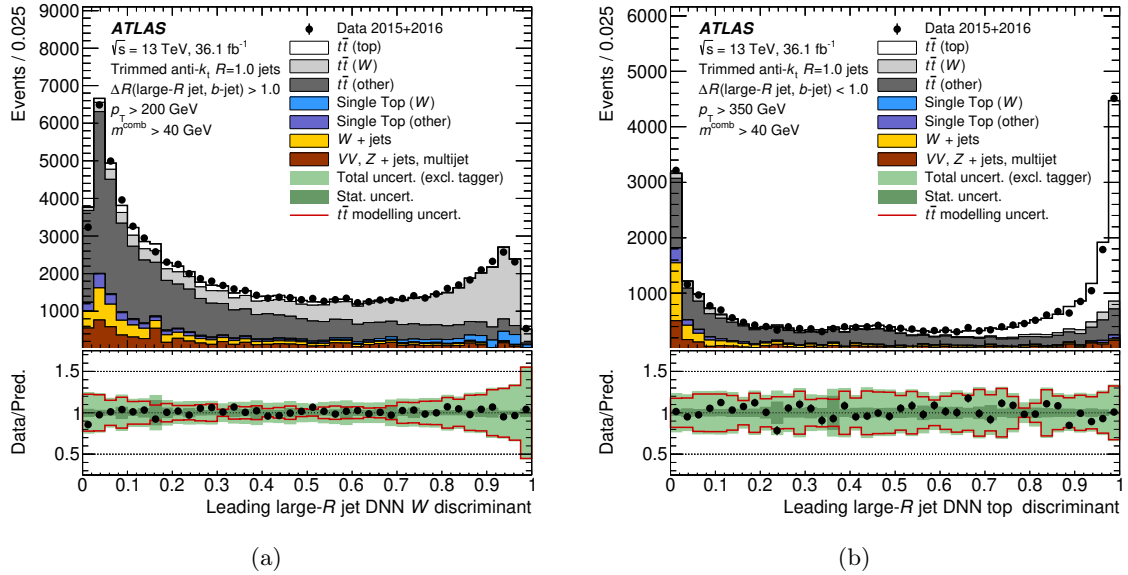 Events / 0.025
9000
8000
7000
6000
5000
4000
3000
2000
1000
ATLAS
√s = 13 TeV, 36.1 fb⁻¹
Trimmed anti-kₜ R=1.0 jets
ΔR(large-R jet, b-jet) > 1.0
p_T > 200 GeV
m^comb > 40 GeV
Data 2015+2016
tt̄ (top)
tt̄ (W)
tt̄ (other)
Single Top (W)
Single Top (other)
W + jets
VV, Z + jets, multijet
Total uncert. (excl. tagger)
Stat. uncert.
tt̄ modelling uncert.
Data/Pred.
1.5
1
0.5
0 0.1 0.2 0.3 0.4 0.5 0.6 0.7 0.8 0.9 1
Leading large-R jet DNN W discriminant
(a)
Events / 0.025
6000
5000
4000
3000
2000
1000
ATLAS
√s = 13 TeV, 36.1 fb⁻¹
Trimmed anti-kₜ R=1.0 jets
ΔR(large-R jet, b-jet) < 1.0
p_T > 350 GeV
m^comb > 40 GeV
Data 2015+2016
tt̄ (top)
tt̄ (W)
tt̄ (other)
Single Top (W)
Single Top (other)
W + jets
VV, Z + jets, multijet
Total uncert. (excl. tagger)
Stat. uncert.
tt̄ modelling uncert.
Data/Pred.
1.5
1
0.5
0 0.1 0.2 0.3 0.4 0.5 0.6 0.7 0.8 0.9 1
Leading large-R jet DNN top discriminant
(b)